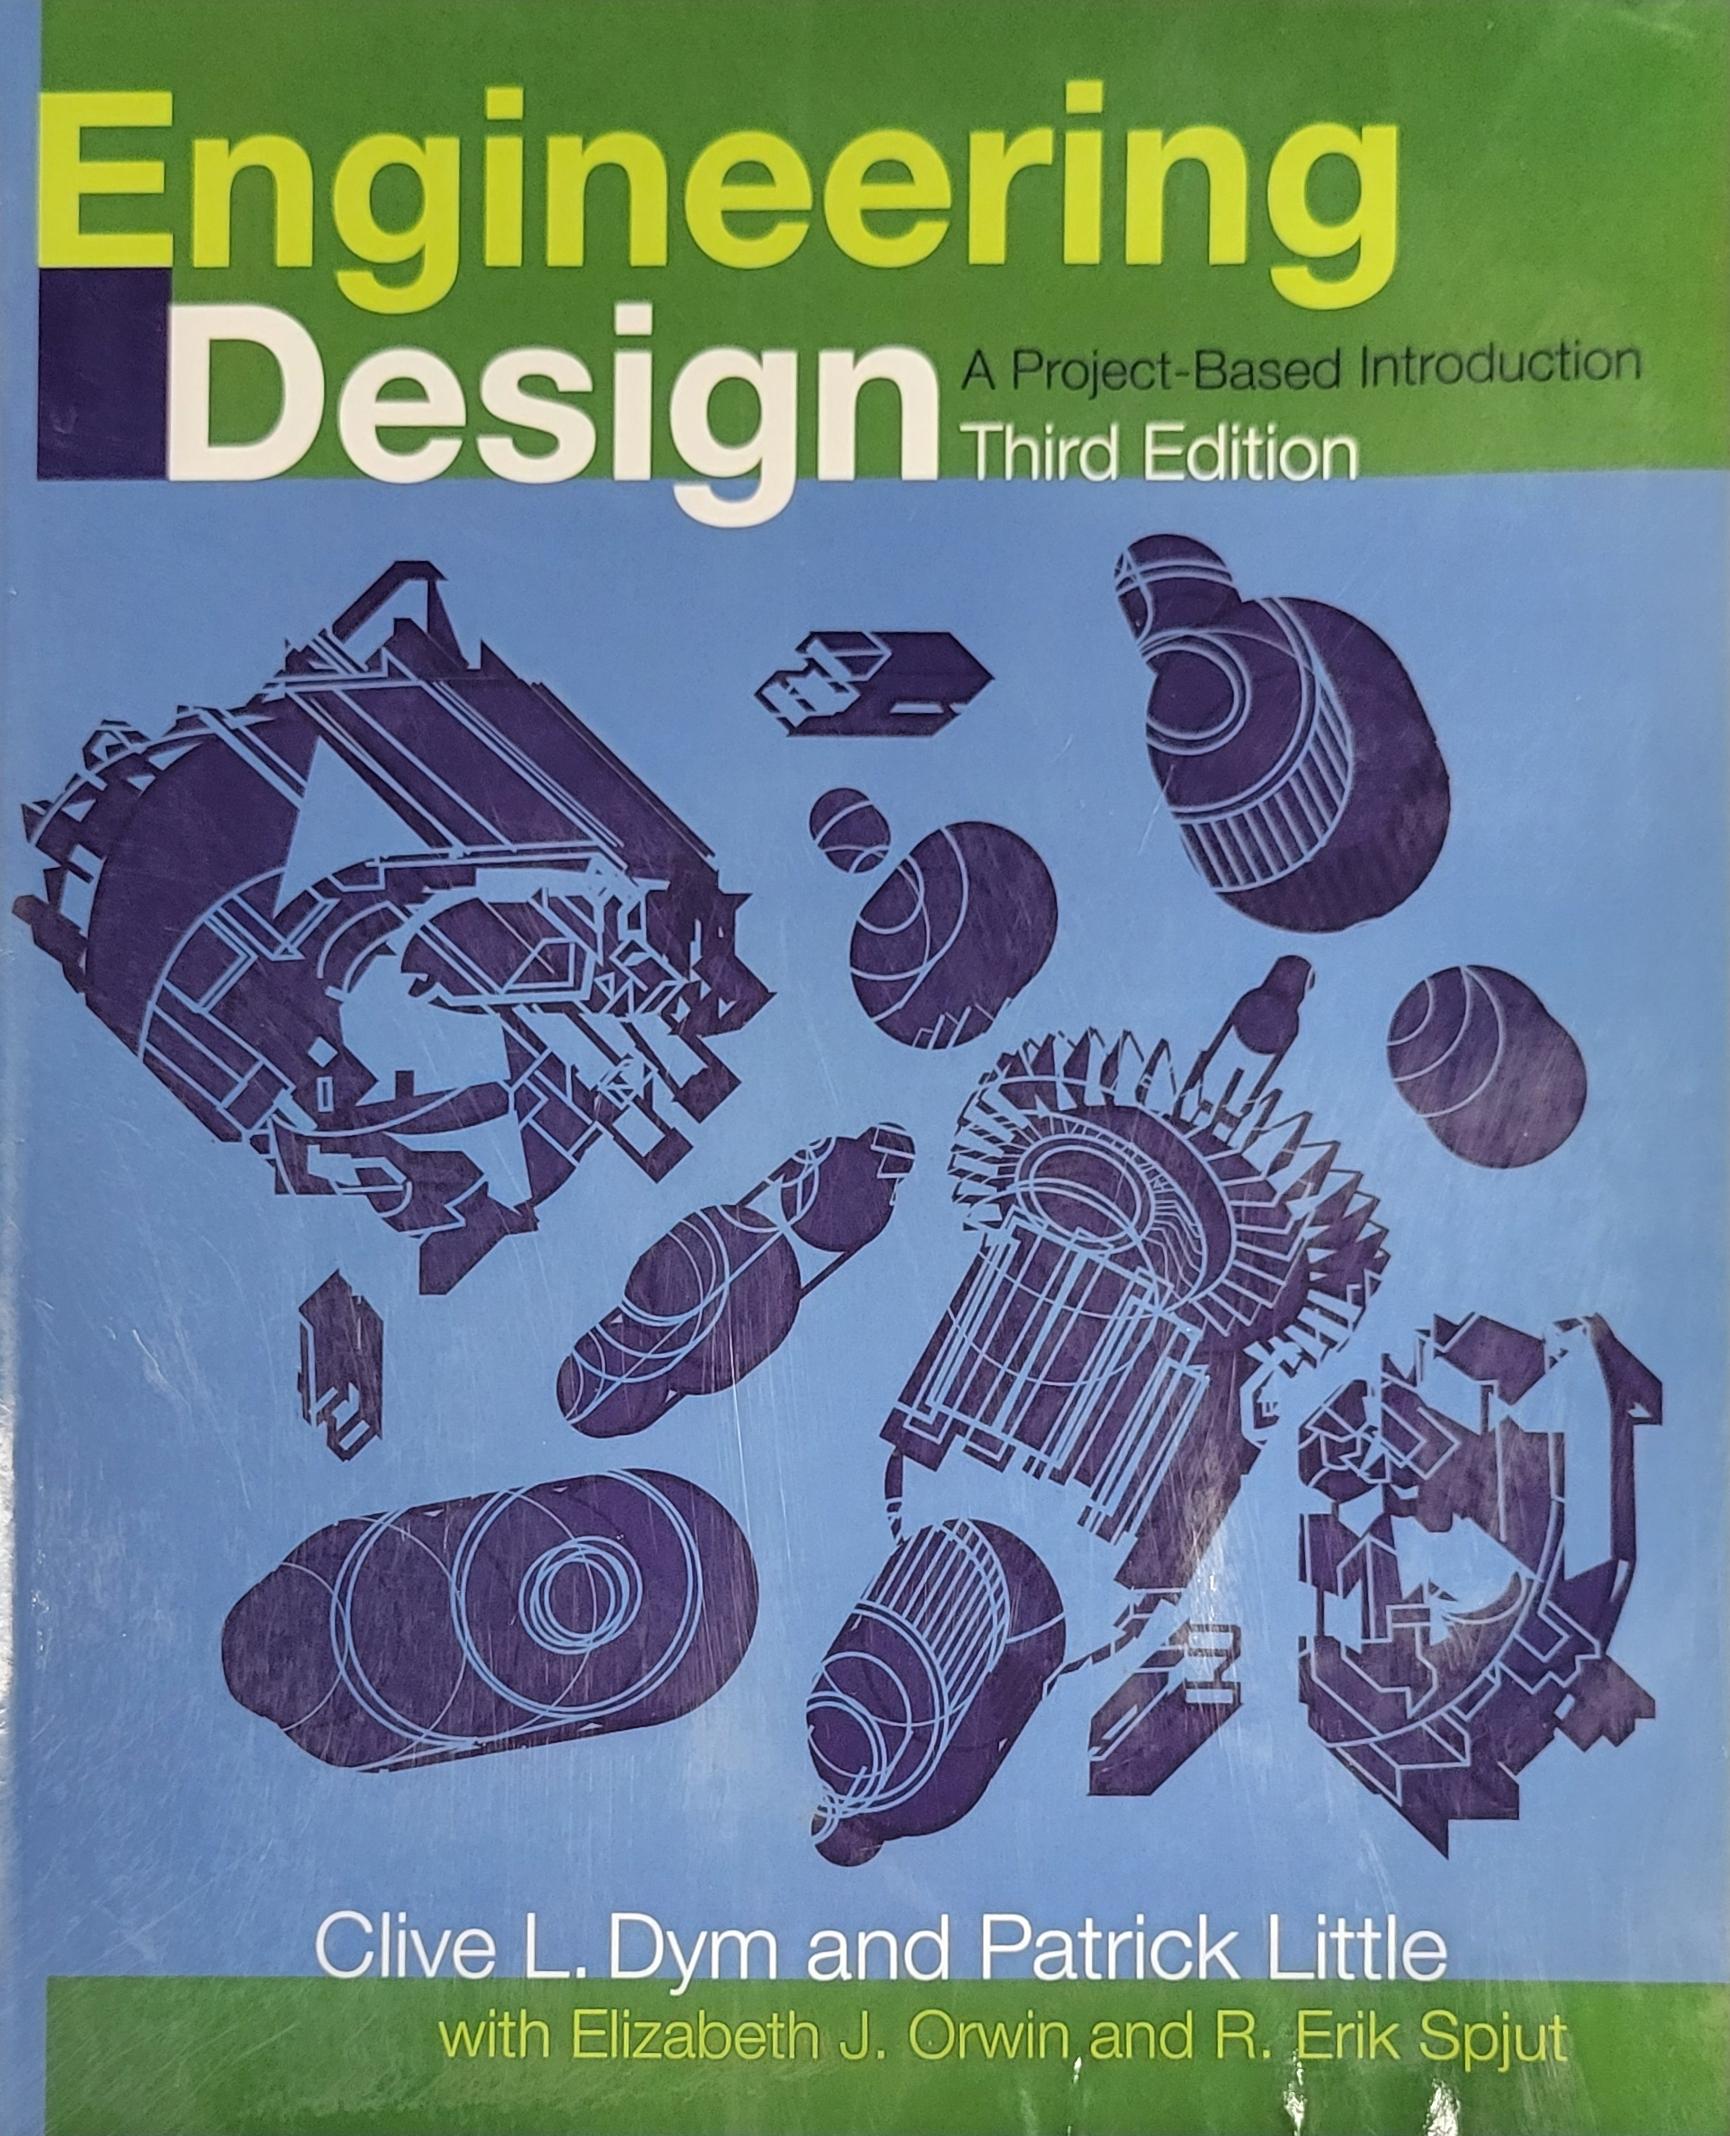 Engineering
Design
A Project-Based Introduction
Third Edition
Clive L. Dym and Patrick Little
with Elizabeth J. Orwin and R. Erik Spjut